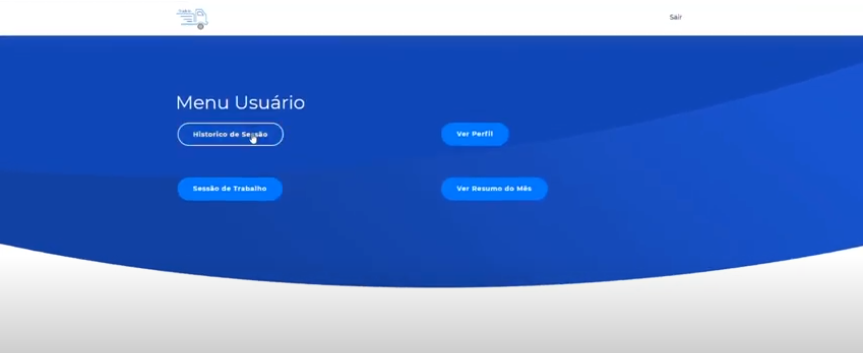 Sair
Menu Usuário
Historico de Sessão
Ver Perfil
Sessão de Trabalho
Ver Resumo do Mês